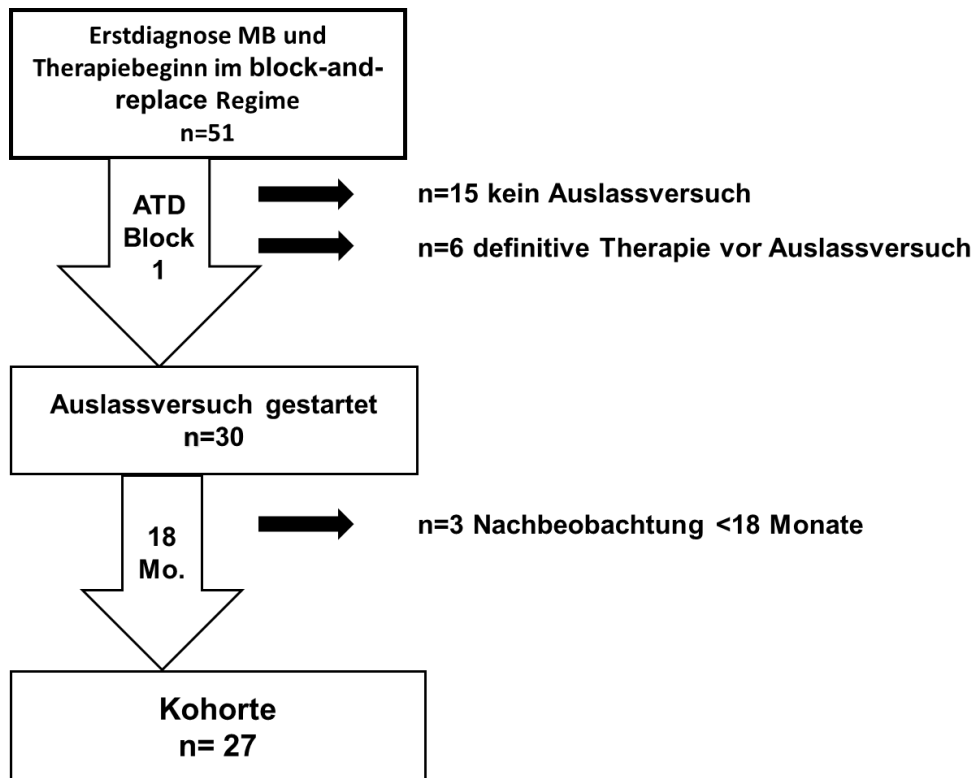 Erstdiagnose MB und
Therapiebeginn im block-and-
replace Regime
n=51
ATD
Block
1
n=15 kein Auslassversuch
n=6 definitive Therapie vor Auslassversuch
Auslassversuch gestartet
n=30
18
Mo.
n=3 Nachbeobachtung <18 Monate
Kohorte
n= 27